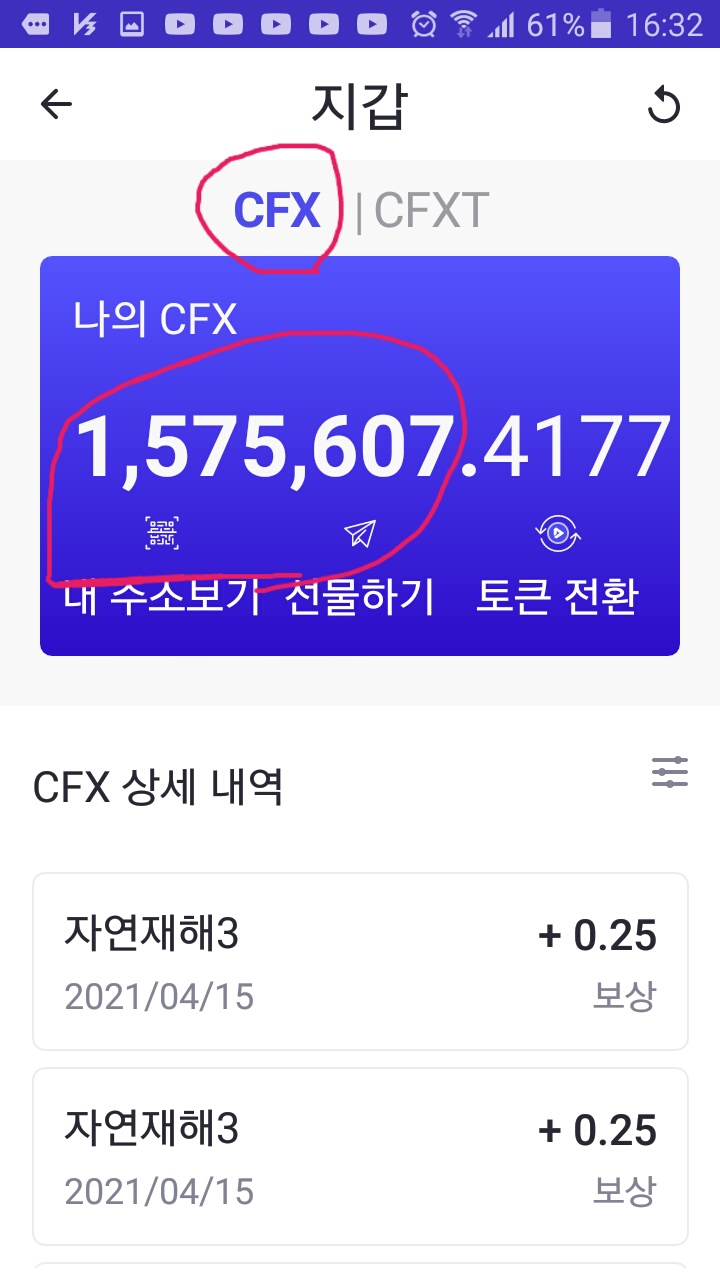 61% 16:32
지갑
CFX | CFXT
나의 CFX
1,575,607.4177
내 주소보기 선물하기 토큰 전환
CFX 상세 내역
자연재해3 + 0.25
2021/04/15 보상
자연재해3 + 0.25
2021/04/15 보상